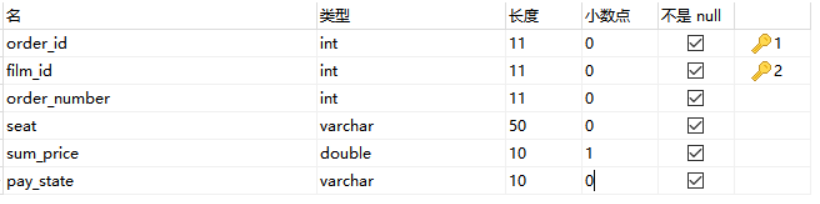 名 类型 长度 小数点 不是 null
order_id int 11 0 1
film_id int 11 0 2
order_number int 11 0
seat varchar 50 0
sum_price double 10 1
pay_state varchar 10 0